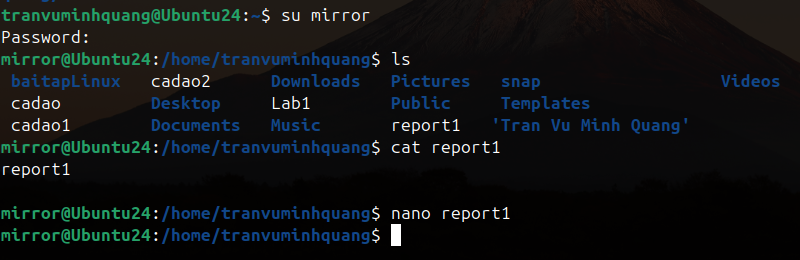 tranvuminhquang@Ubuntu24:~$ su mirror
Password:
mirror@Ubuntu24:/home/tranvuminhquang$ ls
baitapLinux cadao2 Downloads Pictures snap Videos
cadao Desktop Lab1 Public Templates
cadao1 Documents Music report1 'Tran Vu Minh Quang'
mirror@Ubuntu24:/home/tranvuminhquang$ cat report1
report1
mirror@Ubuntu24:/home/tranvuminhquang$ nano report1
mirror@Ubuntu24:/home/tranvuminhquang$